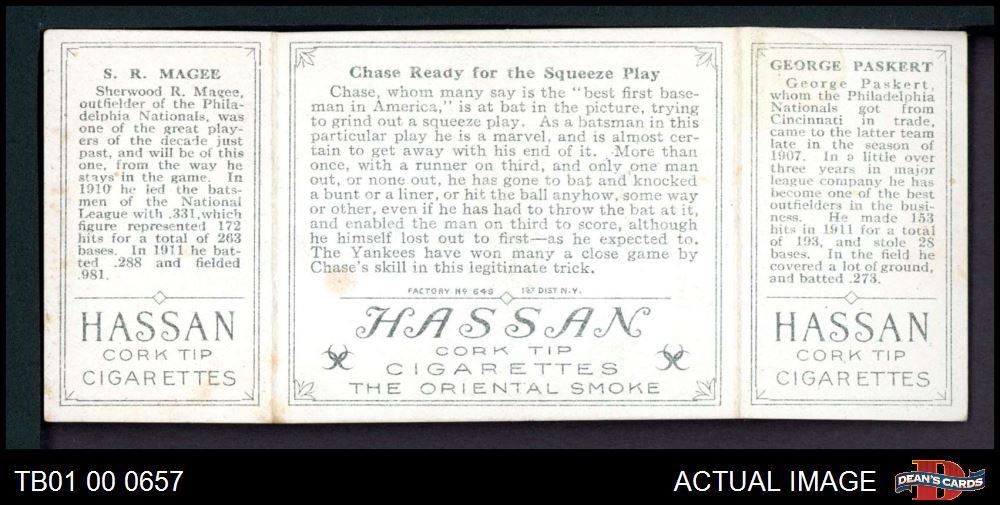 S. R. MAGEE
Sherwood R. Magee,
outfielder of the Phila-
delphia Nationals, was
one of the great play-
ers of the decade just
past, and will be of this
one, from the way he
stays in the game. In
1910 he led the bats-
men of the National
League with .331, which
figure represented 172
hits for a total of 263
bases. In 1911 he bat-
ted .288 and fielded
.981.
HASSAN
CORK TIP
CIGARETTES
Chase Ready for the Squeeze Play
Chase, whom many say is the "best first base-
man in America," is at bat in the picture, trying
to grind out a squeeze play. As a batsman in this
particular play he is a marvel, and is almost cer-
tain to get away with his end of it. More than
once, with a runner on third, and only one man
out, or none out, he has gone to bat and knocked
a bunt or a liner, or hit the ball anyhow, some way
or other, even if he has had to throw the bat at it,
and enabled the man on third to score, although
he himself lost out to first—as he expected to.
The Yankees have won many a close game by
Chase's skill in this legitimate trick.
FACTORY Nº 649 1ST DIST N.Y.
HASSAN
CORK TIP
CIGARETTES
THE ORIENTAL SMOKE
GEORGE PASKERT
George Paskert,
whom the Philadelphia
Nationals got from
Cincinnati in trade,
came to the latter team
late in the season of
1907. In a little over
three years in major
league company he has
become one of the best
outfielders in the busi-
ness. He made 153
hits in 1911 for a total
of 193, and stole 28
bases. In the field he
covered a lot of ground,
and batted .273.
HASSAN
CORK TIP
CIGARETTES
TB01 00 0657
ACTUAL IMAGE
D
DEAN'S CARDS